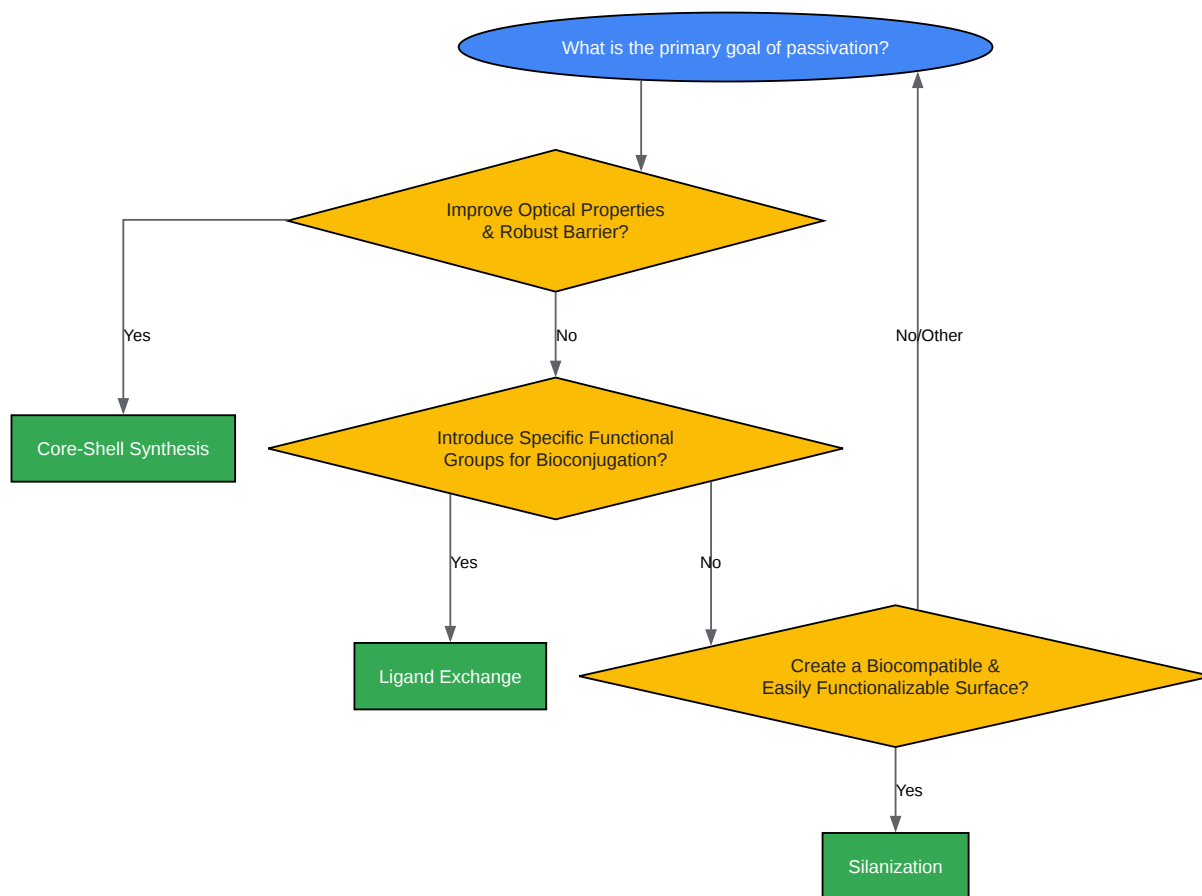 What is the primary goal of passivation?
Improve Optical Properties
& Robust Barrier?
Yes
No
No/Other
Core-Shell Synthesis
Introduce Specific Functional
Groups for Bioconjugation?
Yes
No
Ligand Exchange
Create a Biocompatible &
Easily Functionalizable Surface?
Yes
Silanization